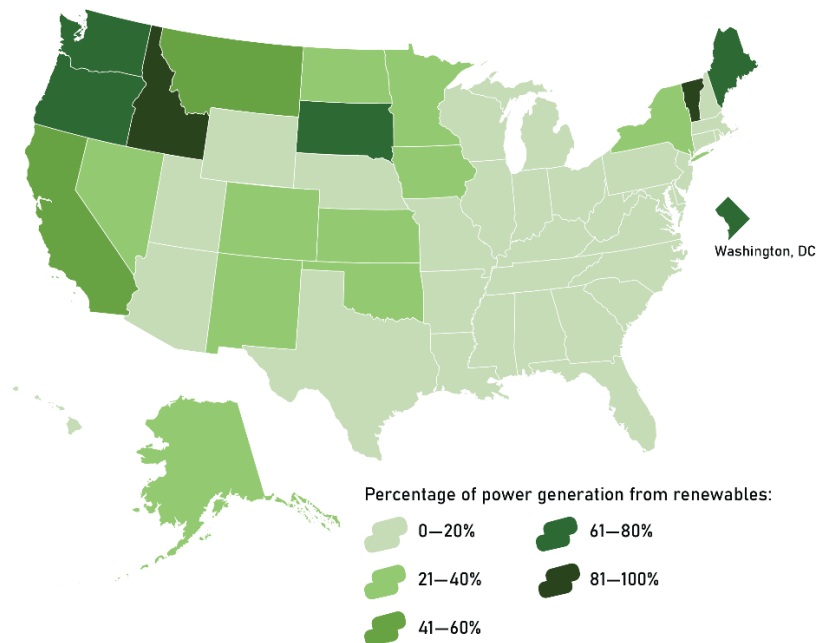 Washington, DC
Percentage of power generation from renewables:
0—20%
21—40%
41—60%
61—80%
81—100%